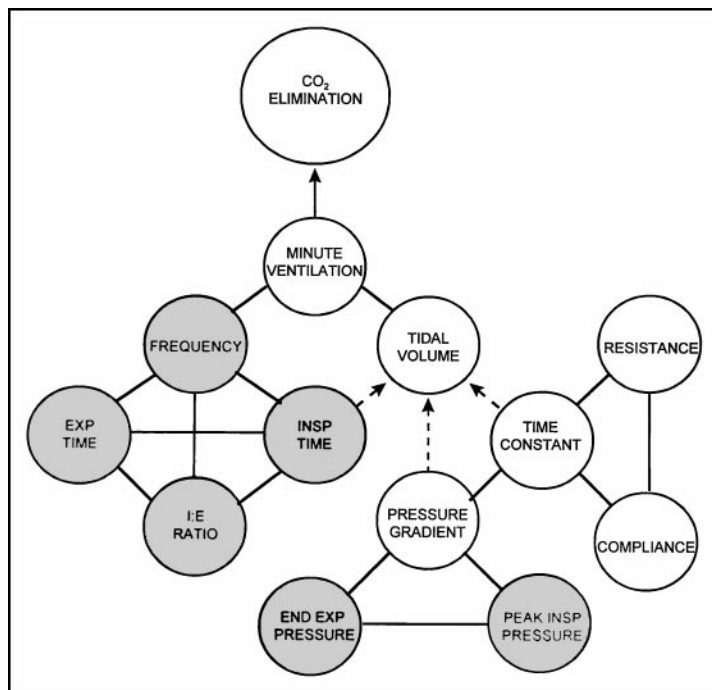 CO₂
ELIMINATION
MINUTE
VENTILATION
FREQUENCY
TIDAL
VOLUME
RESISTANCE
EXP
TIME
INSP
TIME
TIME
CONSTANT
I:E
RATIO
PRESSURE
GRADIENT
COMPLIANCE
END EXP
PRESSURE
PEAK INSP
PRESSURE